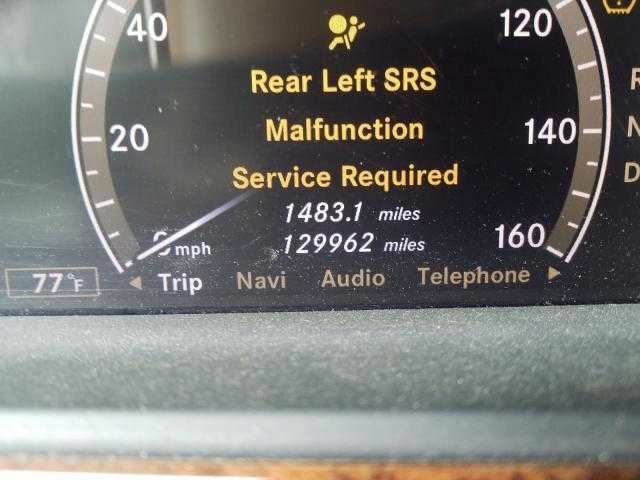 40
120
Rear Left SRS
R
Malfunction
N
20
140
Service Required
D
1483.1 miles
0 mph
129962 miles
160
77°F
Trip Navi Audio Telephone